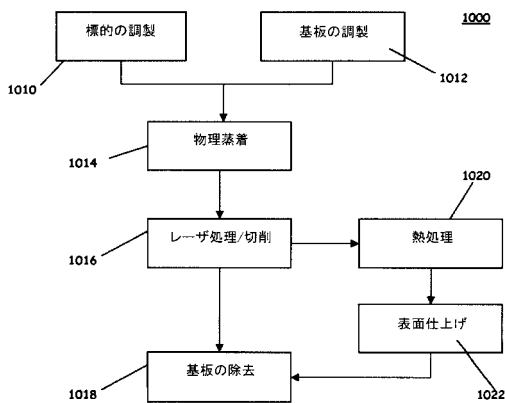 1000
標的の調製
基板の調製
1010
1012
物理蒸着
1014
1020
レーザ処理/切削
熱処理
1016
表面仕上げ
基板の除去
1018
1022